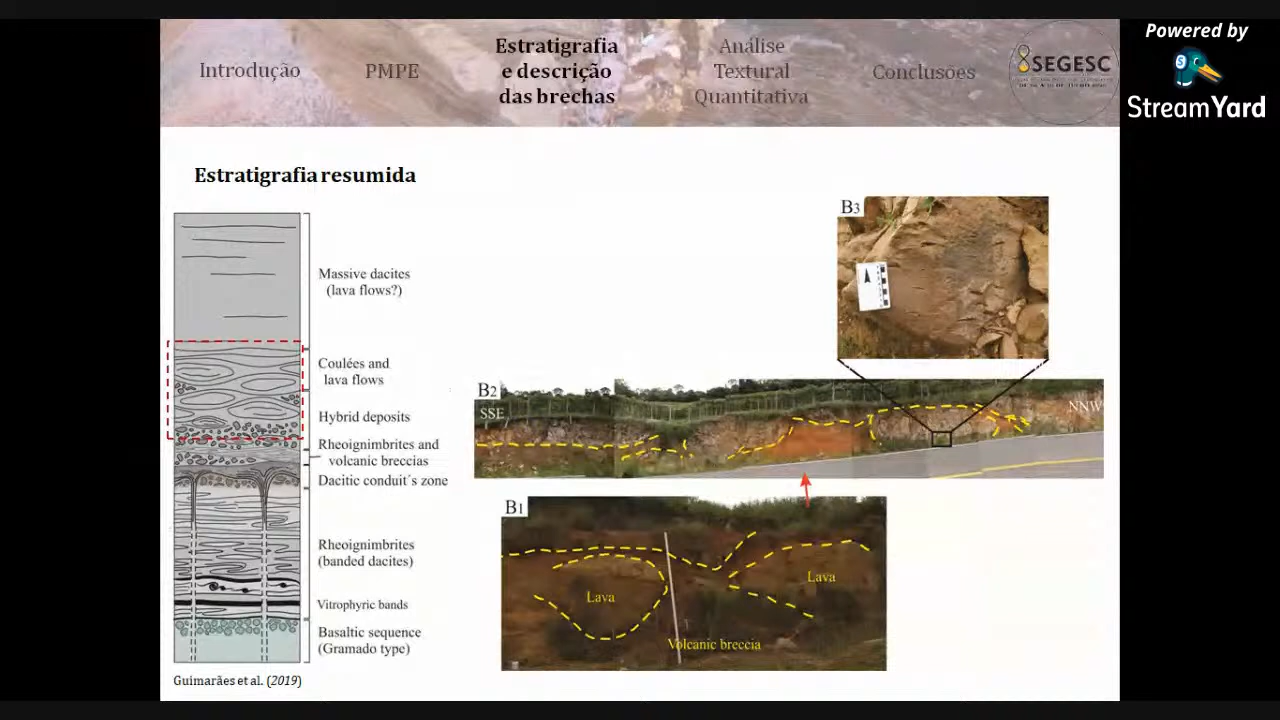 Introdução
PMPE
Estratigrafia
e descrição
das brechas
Análise
Textural
Quantitativa
Conclusões
SEGESC
Powered by
StreamYard
Estratigrafia resumida
Massive dacites
(lava flows?)
Coulées and
lava flows
Hybrid deposits
Rheoignimbrites and
volcanic breccias
Dacitic conduit´s zone
Rheoignimbrites
(banded dacites)
Vitrophyric bands
Basaltic sequence
(Gramado type)
Guimarães et al. (2019)
B3
B2
SSE
NNW
B1
Lava
Lava
Volcanic breccia